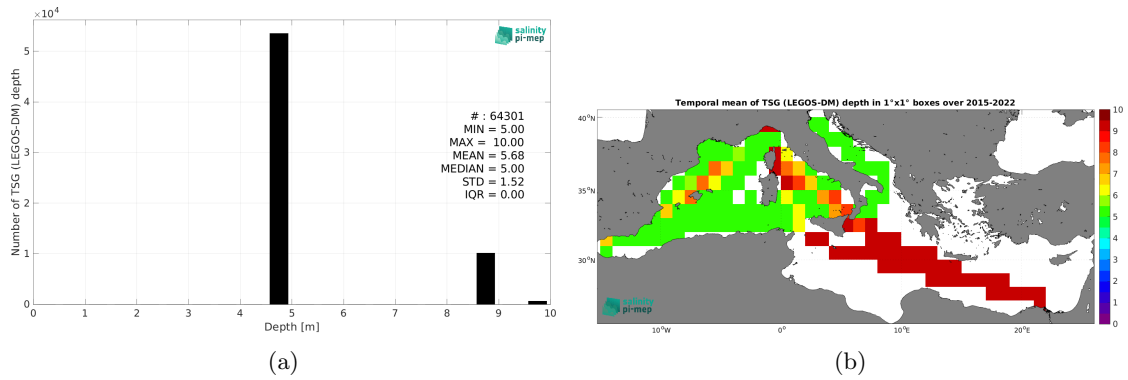 ×10⁴
5
4
3
2
1
0
Number of TSG (LEGOS-DM) depth
salinity
pi-mep
# : 64301
MIN = 5.00
MAX = 10.00
MEAN = 5.68
MEDIAN = 5.00
STD = 1.52
IQR = 0.00
0 1 2 3 4 5 6 7 8 9 10
Depth [m]
(a)
Temporal mean of TSG (LEGOS-DM) depth in 1°x1° boxes over 2015-2022
40°N
35°N
30°N
salinity
pi-mep
10°W 0° 10°E 20°E
10
9
8
7
6
5
4
3
2
1
0
(b)